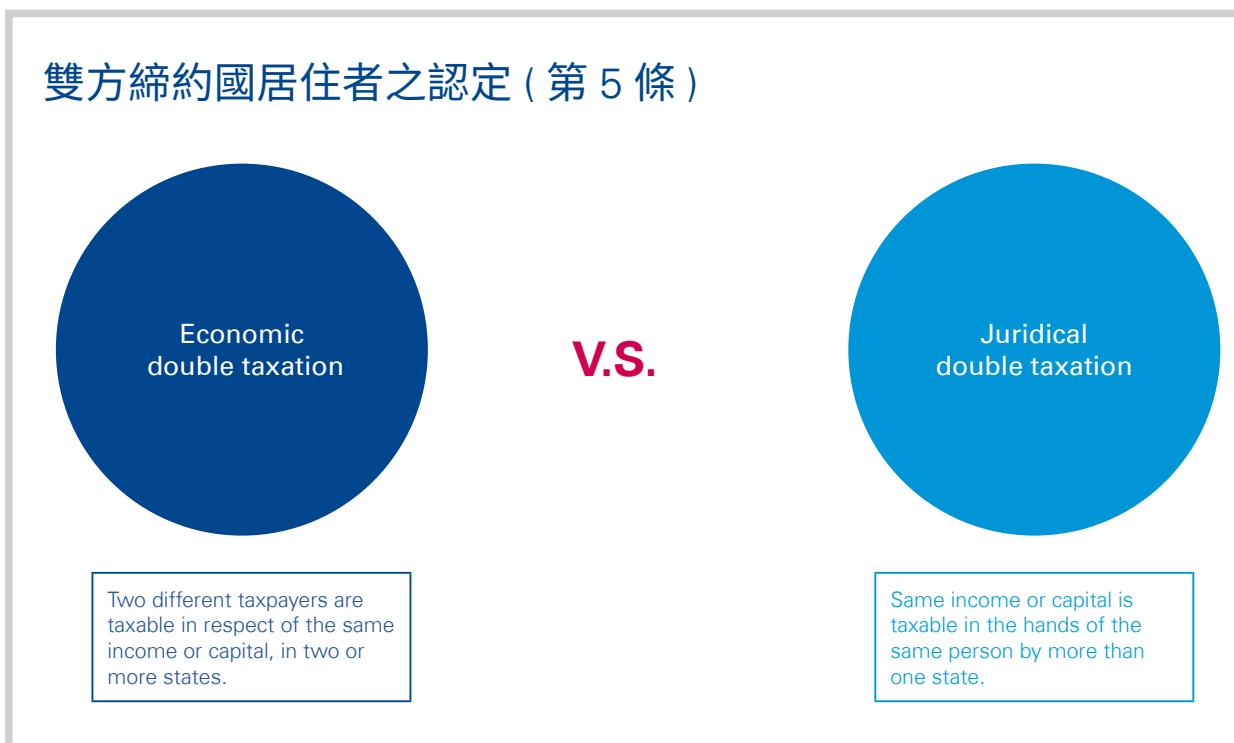 雙方締約國居住者之認定 ( 第 5 條 )
Economic
double taxation
V.S.
Juridical
double taxation
Two different taxpayers are
taxable in respect of the same
income or capital, in two or
more states.
Same income or capital is
taxable in the hands of the
same person by more than
one state.